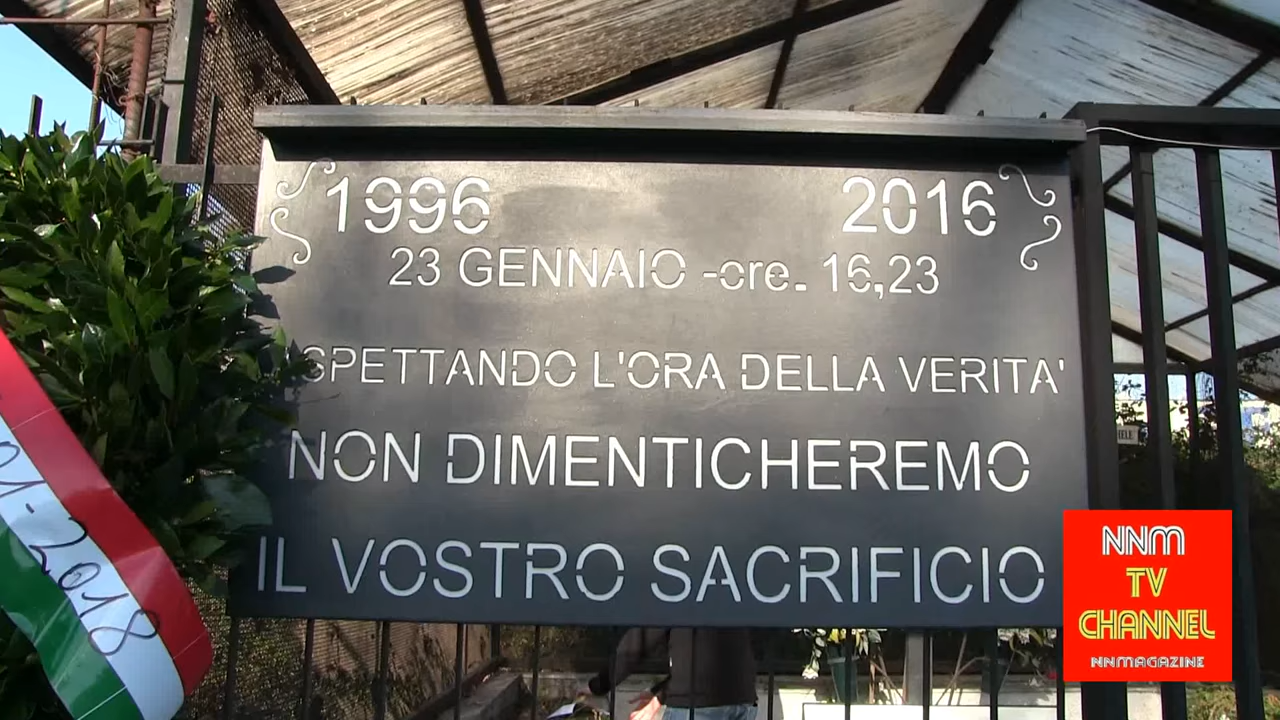 1996 2016
23 GENNAIO -ore. 16,23
SPETTANDO L'ORA DELLA VERITA'
NON DIMENTICHEREMO
IL VOSTRO SACRIFICIO
-2018
NNM
TV
CHANNEL
NNMAGAZINE